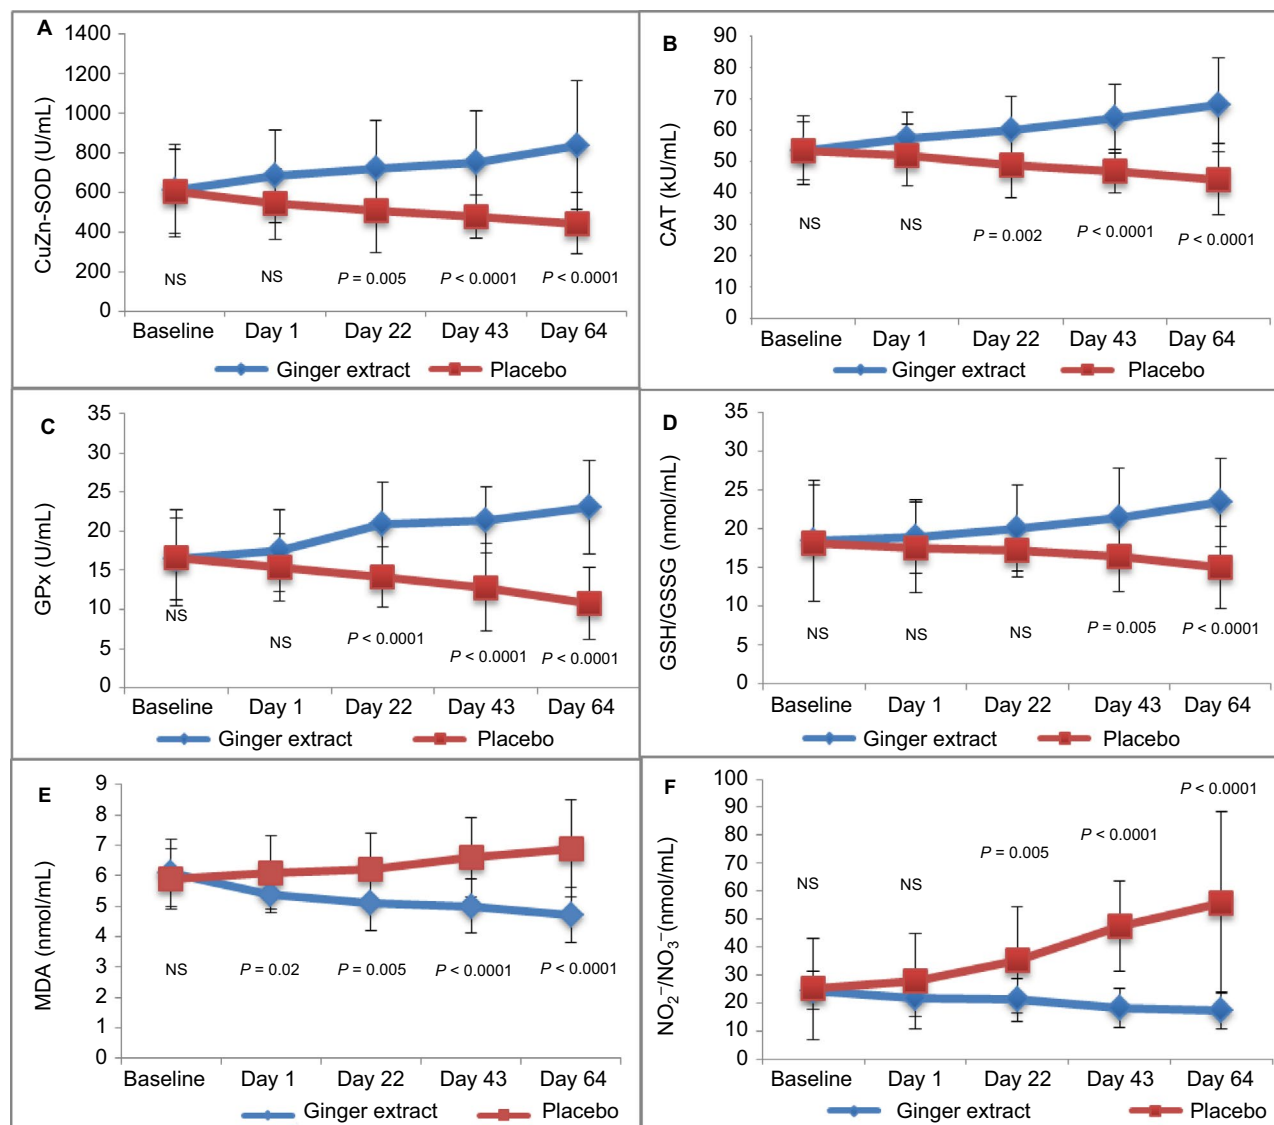 A
CuZn-SOD (U/mL)
1400
1200
1000
800
600
400
200
0
NS
NS
P = 0.005
P < 0.0001
P < 0.0001
Baseline Day 1 Day 22 Day 43 Day 64
Ginger extract Placebo
B
CAT (kU/mL)
90
80
70
60
50
40
30
20
10
0
NS
NS
P = 0.002
P < 0.0001
P < 0.0001
Baseline Day 1 Day 22 Day 43 Day 64
Ginger extract Placebo
C
GPx (U/mL)
35
30
25
20
15
10
5
0
NS
NS
P < 0.0001
P < 0.0001
P < 0.0001
Baseline Day 1 Day 22 Day 43 Day 64
Ginger extract Placebo
D
GSH/GSSG (nmol/mL)
35
30
25
20
15
10
5
0
NS
NS
NS
P = 0.005
P < 0.0001
Baseline Day 1 Day 22 Day 43 Day 64
Ginger extract Placebo
E
MDA (nmol/mL)
9
8
7
6
5
4
3
2
1
0
NS
P = 0.02
P = 0.005
P < 0.0001
P < 0.0001
Baseline Day 1 Day 22 Day 43 Day 64
Ginger extract Placebo
F
NO₂⁻/NO₃⁻(nmol/mL)
100
90
80
70
60
50
40
30
20
10
0
NS
NS
P = 0.005
P < 0.0001
P < 0.0001
Baseline Day 1 Day 22 Day 43 Day 64
Ginger extract Placebo